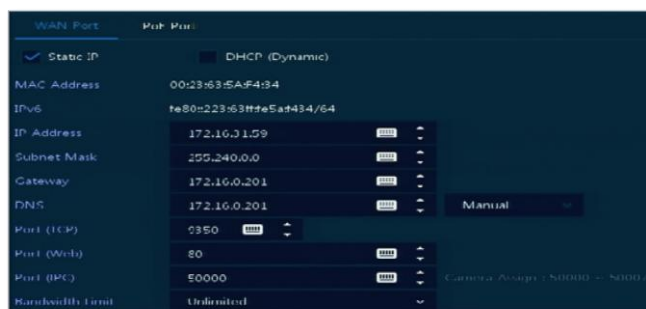 WAN Port PoE Port
Static IP DHCP (Dynamic)
MAC Address 00:23:63:5A:F4:34
IPv6 fe80::223:63ff:fe5a:f434/64
IP Address 172.16.31.59
Subnet Mask 255.240.0.0
Gateway 172.16.0.201
DNS 172.16.0.201 Manual
Port (TCP) 9350
Port (Web) 80
Port (IPC) 50000 Camera Assign : 50000 ~
Bandwidth Limit Unlimited